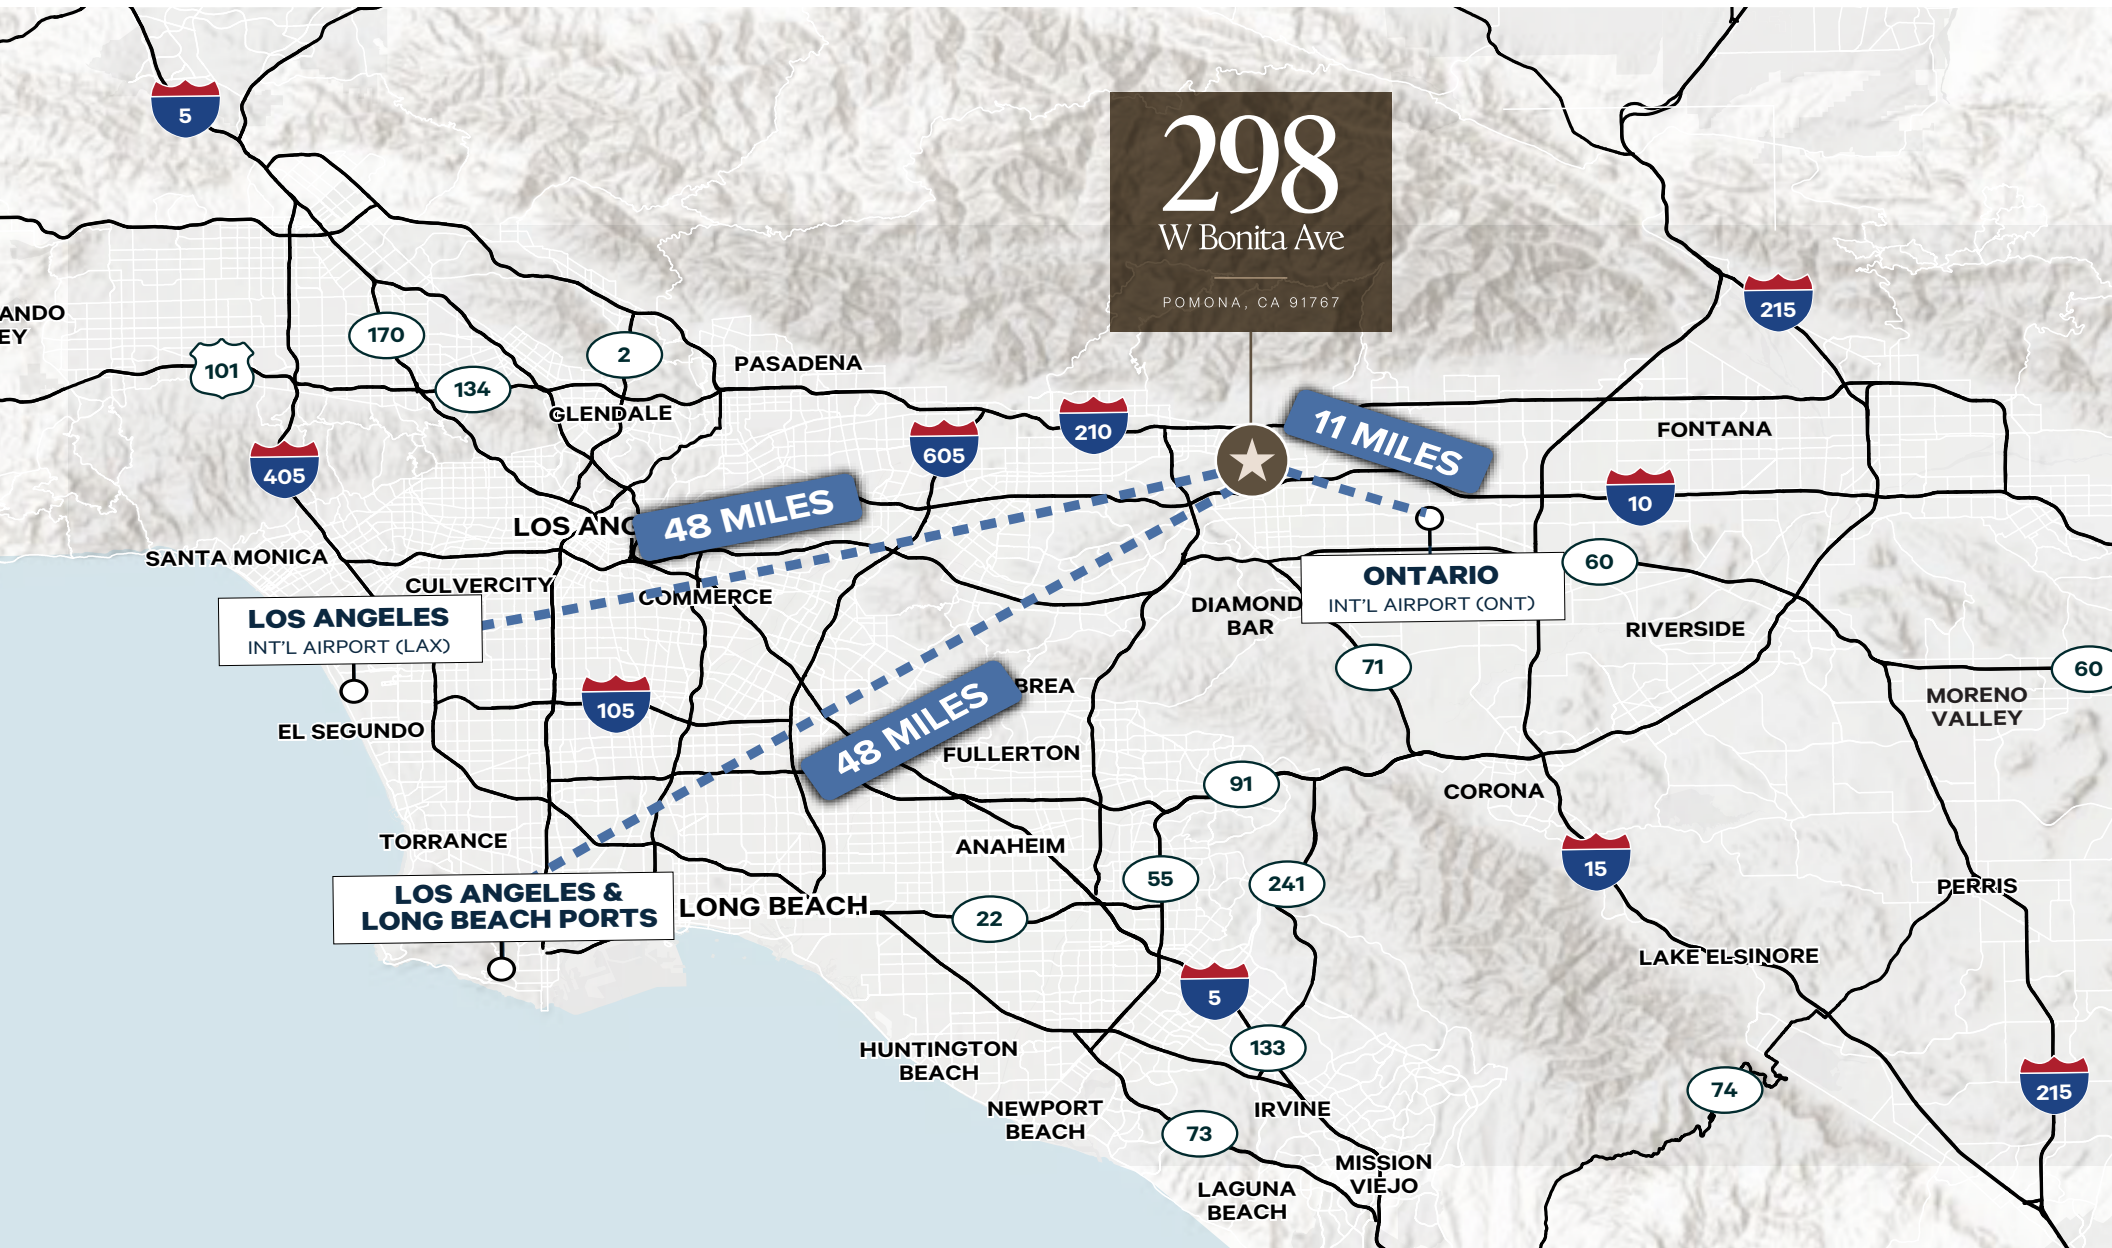 5
298
W Bonita Ave
POMONA, CA 91767
ANDO
EY
215
170
2
101
134
PASADENA
GLENDALE
210
11 MILES
FONTANA
605
405
10
48 MILES
LOS ANG
SANTA MONICA
60
CULVERCITY
COMMERCE
ONTARIO
INT'L AIRPORT (ONT)
LOS ANGELES
INT'L AIRPORT (LAX)
DIAMOND
BAR
RIVERSIDE
71
60
BREA
105
MORENO
VALLEY
EL SEGUNDO
48 MILES
FULLERTON
91
CORONA
TORRANCE
ANAHEIM
15
55
241
PERRIS
LOS ANGELES &
LONG BEACH PORTS
LONG BEACH
22
LAKE ELSINORE
5
HUNTINGTON
BEACH
133
74
215
NEWPORT
BEACH
IRVINE
73
MISSION
VIEJO
LAGUNA
BEACH